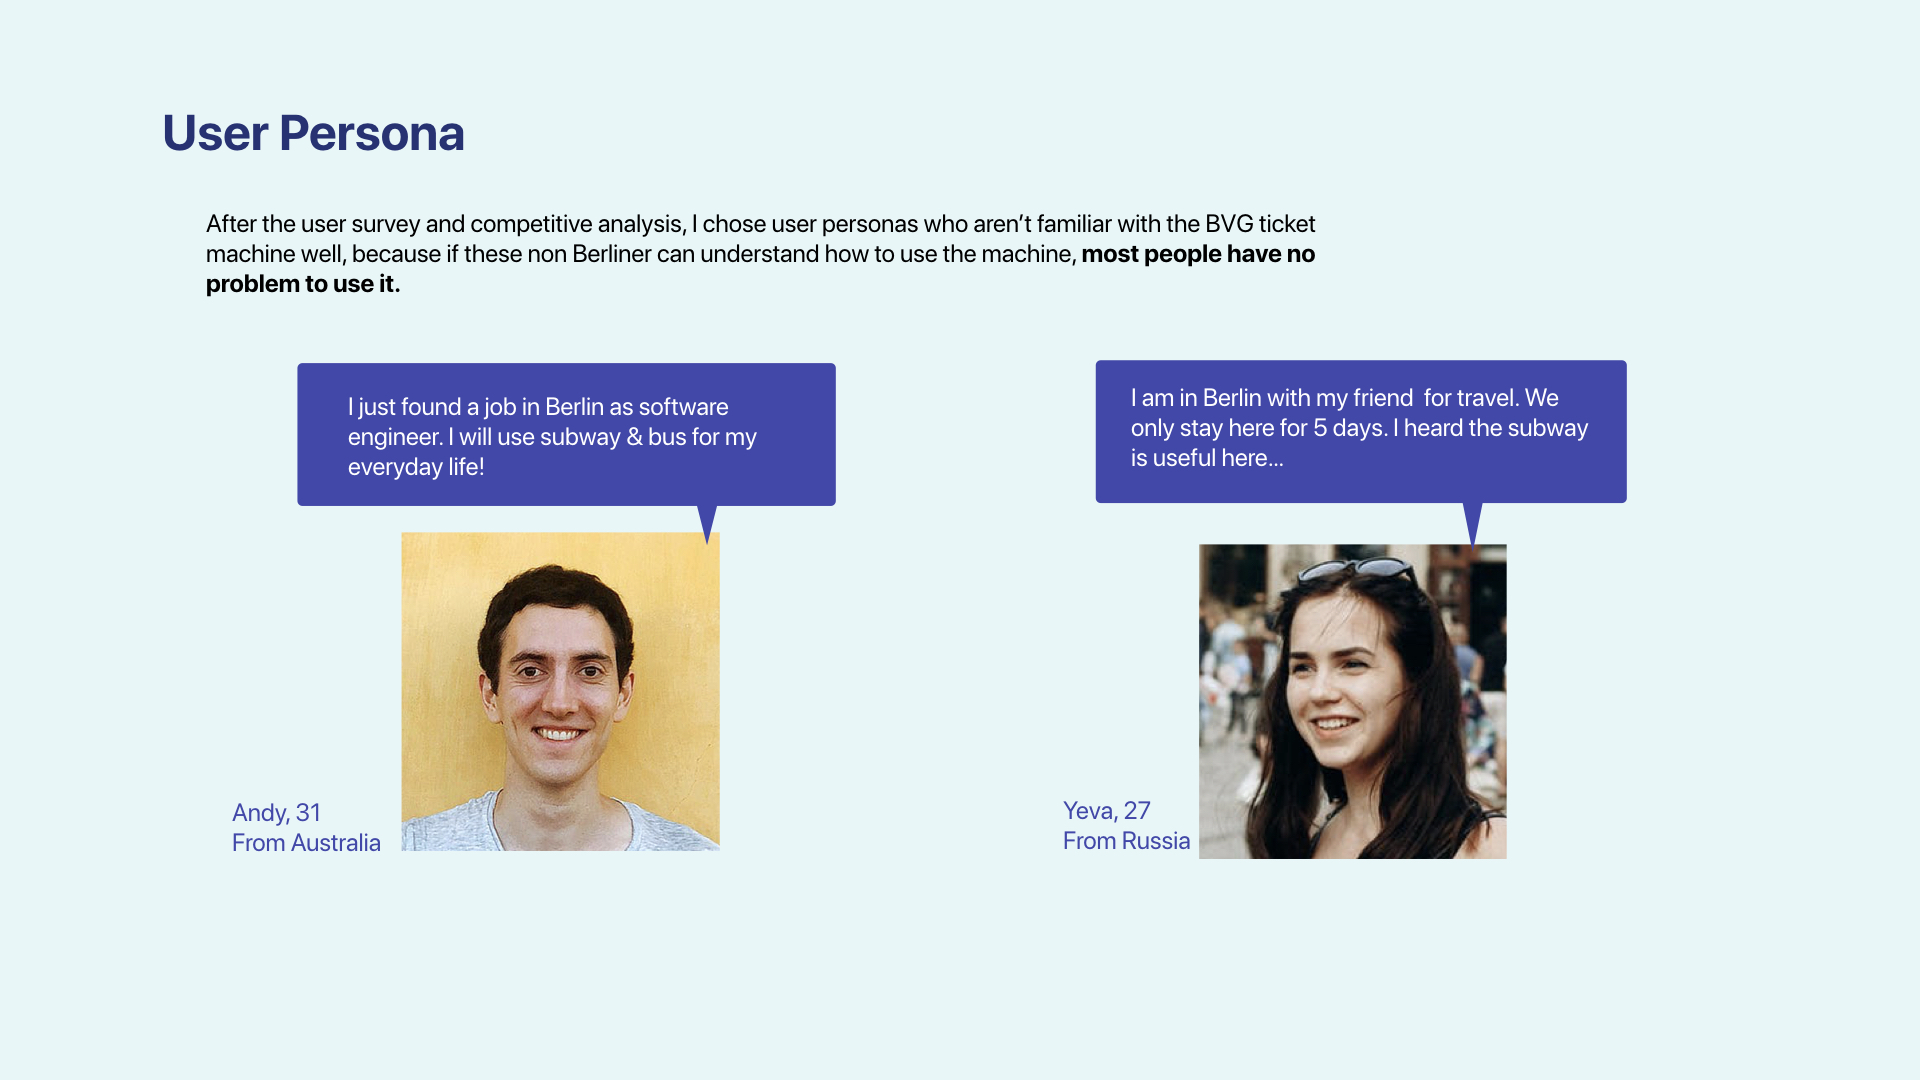 User Persona
After the user survey and competitive analysis, I chose user personas who aren’t familiar with the BVG ticket
machine well, because if these non Berliner can understand how to use the machine, most people have no
problem to use it.
I just found a job in Berlin as software
engineer. I will use subway & bus for my
everyday life!
Andy, 31
From Australia
I am in Berlin with my friend  for travel. We
only stay here for 5 days. I heard the subway
is useful here...
Yeva, 27
From Russia